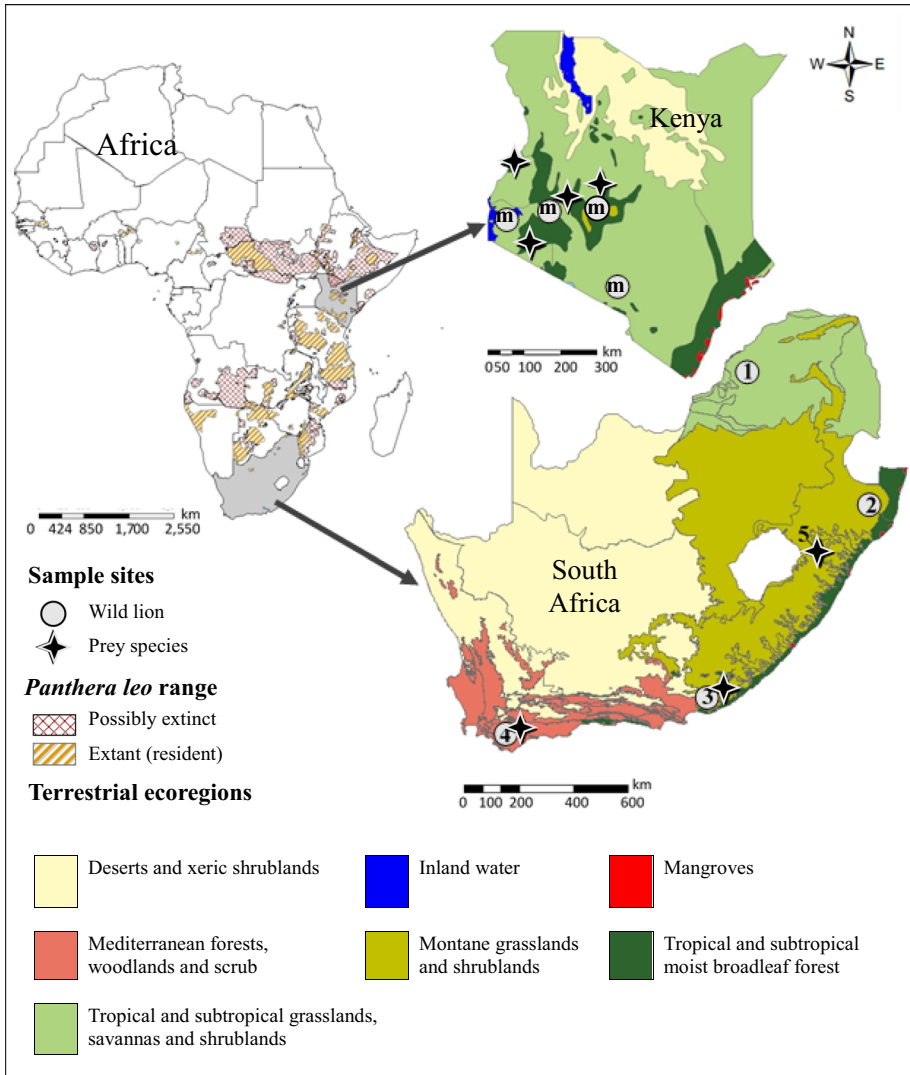 Africa
Kenya
N
W E
S
m
m
m
m
km
050 100 200 300
1
2
5
South
Africa
3
4
km
0 424 850 1,700 2,550
km
0 100 200 400 600
Sample sites
Wild lion
Prey species
Panthera leo range
Possibly extinct
Extant (resident)
Terrestrial ecoregions
Deserts and xeric shrublands
Inland water
Mangroves
Mediterranean forests,
woodlands and scrub
Montane grasslands
and shrublands
Tropical and subtropical
moist broadleaf forest
Tropical and subtropical grasslands,
savannas and shrublands